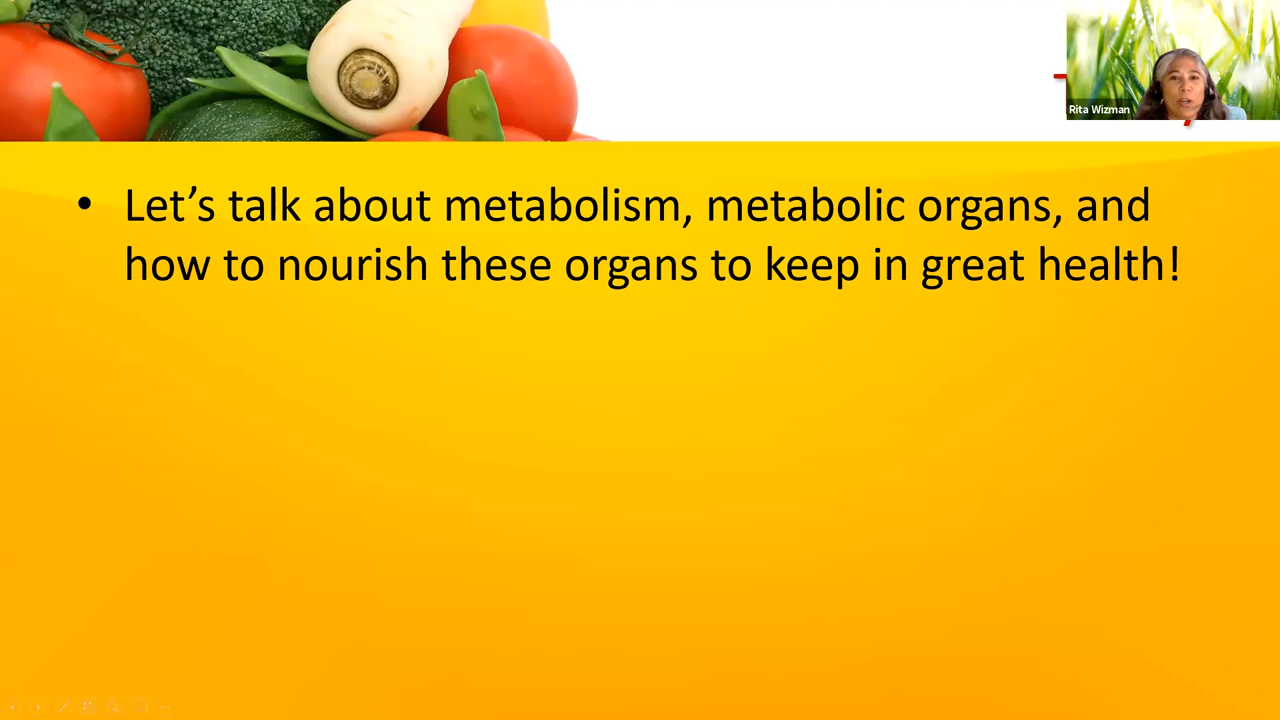 Rita Wizman
• Let’s talk about metabolism, metabolic organs, and
how to nourish these organs to keep in great health!